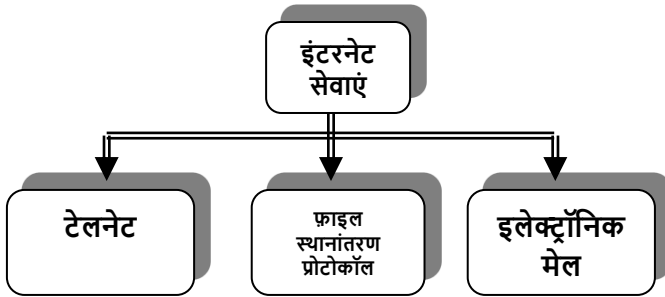 इंटरनेट
सेवाएं
टेलनेट
फ़ाइल
स्थानांतरण
प्रोटोकॉल
इलेक्ट्रॉनिक
मेल